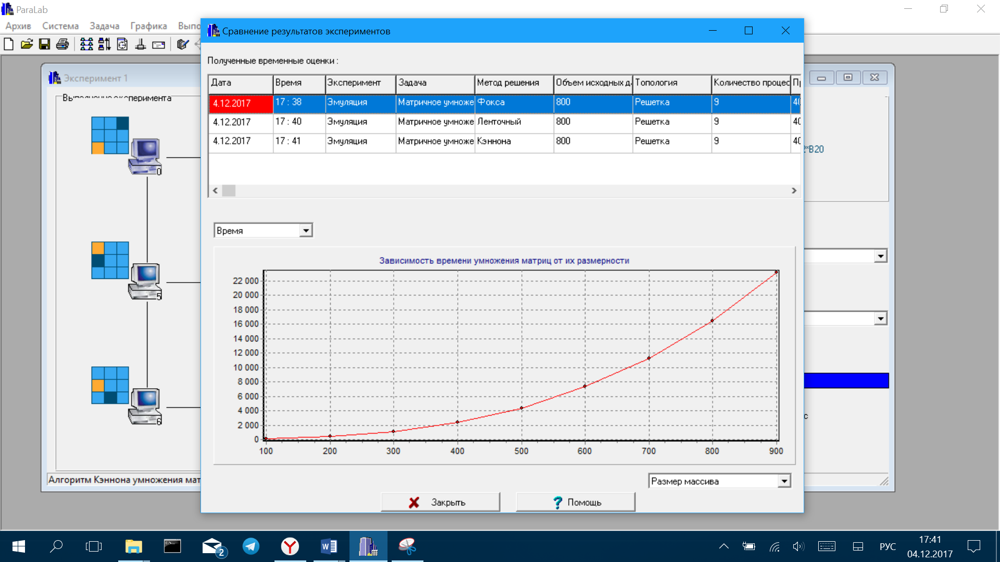 ParaLab
Архив Система Задача Графика Выпо
Сравнение результатов экспериментов
Полученные временные оценки :
Дата Время Эксперимент Задача Метод решения Объем исходных д Топология Количество процес П
4.12.2017 17 : 38 Эмуляция Матричное умноже Фокса 800 Решетка 9 40
4.12.2017 17 : 40 Эмуляция Матричное умноже Ленточный 800 Решетка 9 40
4.12.2017 17 : 41 Эмуляция Матричное умноже Кэннона 800 Решетка 9 40
Время
Зависимость времени умножения матриц от их размерности
22 000
20 000
18 000
16 000
14 000
12 000
10 000
8 000
6 000
4 000
2 000
0
100 200 300 400 500 600 700 800 900
Размер массива
Закрыть Помощь
Эксперимент 1
Выполнение эксперимента
0
5
6
2*B20
с
Алгоритм Кэннона умножения мат
2
РУС
17:41
04.12.2017